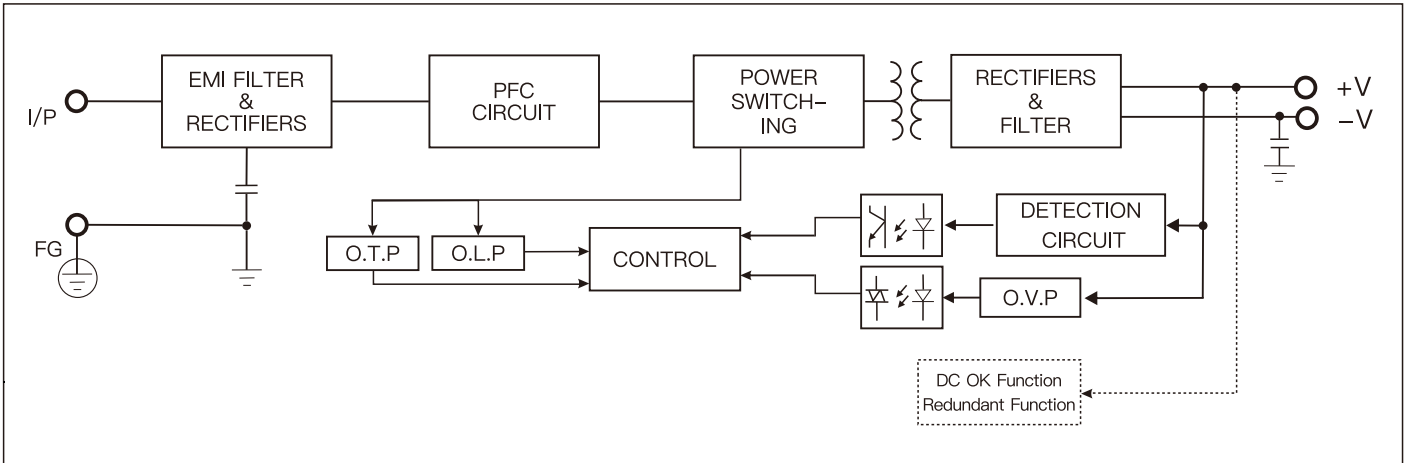 EMI FILTER
&
RECTIFIERS
PFC
CIRCUIT
POWER
SWITCH-
ING
RECTIFIERS
&
FILTER
I/P
+V
-V
FG
O.T.P
O.L.P
CONTROL
DETECTION
CIRCUIT
O.V.P
DC OK Function
Redundant Function